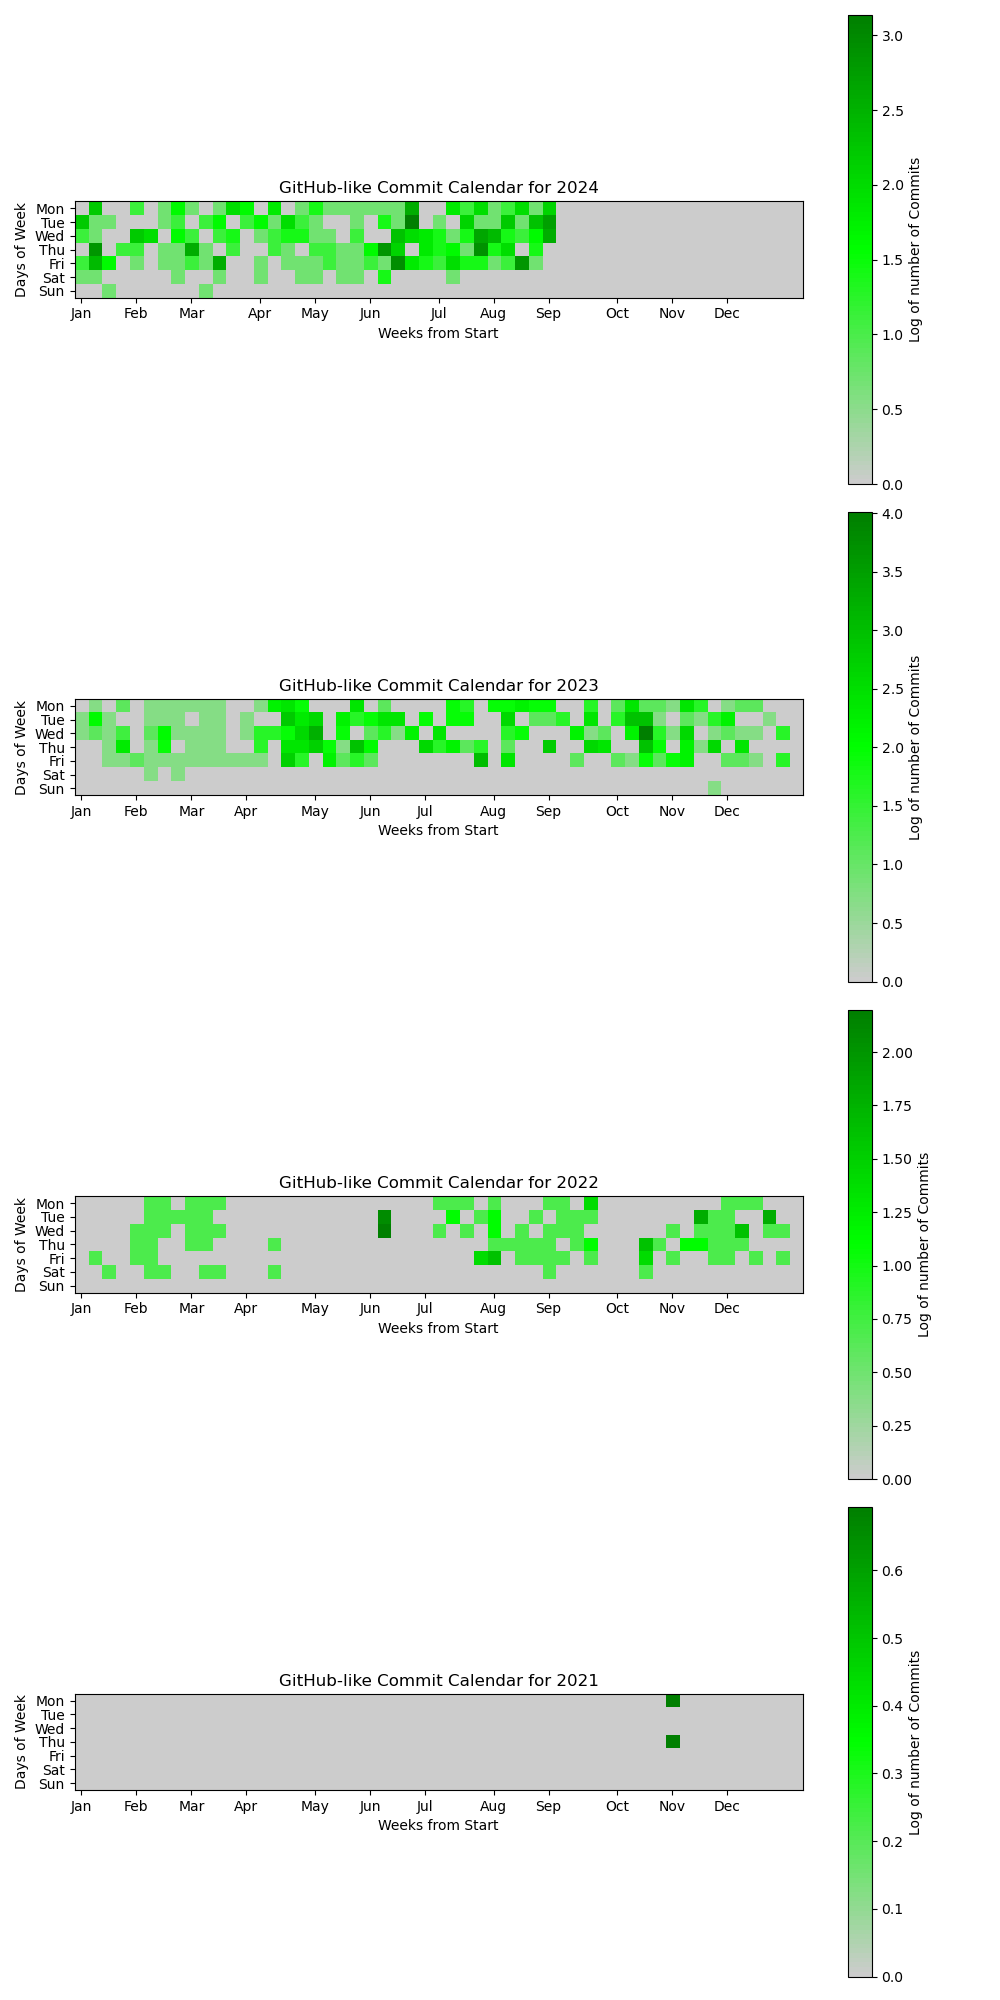 GitHub-like Commit Calendar for 2024
Days of Week
Mon
Tue
Wed
Thu
Fri
Sat
Sun
Jan Feb Mar Apr May Jun Jul Aug Sep Oct Nov Dec
Weeks from Start
3.0
2.5
2.0
1.5
1.0
0.5
0.0
Log of number of Commits
GitHub-like Commit Calendar for 2023
Days of Week
Mon
Tue
Wed
Thu
Fri
Sat
Sun
Jan Feb Mar Apr May Jun Jul Aug Sep Oct Nov Dec
Weeks from Start
4.0
3.5
3.0
2.5
2.0
1.5
1.0
0.5
0.0
Log of number of Commits
GitHub-like Commit Calendar for 2022
Days of Week
Mon
Tue
Wed
Thu
Fri
Sat
Sun
Jan Feb Mar Apr May Jun Jul Aug Sep Oct Nov Dec
Weeks from Start
2.00
1.75
1.50
1.25
1.00
0.75
0.50
0.25
0.00
Log of number of Commits
GitHub-like Commit Calendar for 2021
Days of Week
Mon
Tue
Wed
Thu
Fri
Sat
Sun
Jan Feb Mar Apr May Jun Jul Aug Sep Oct Nov Dec
Weeks from Start
0.6
0.5
0.4
0.3
0.2
0.1
0.0
Log of number of Commits